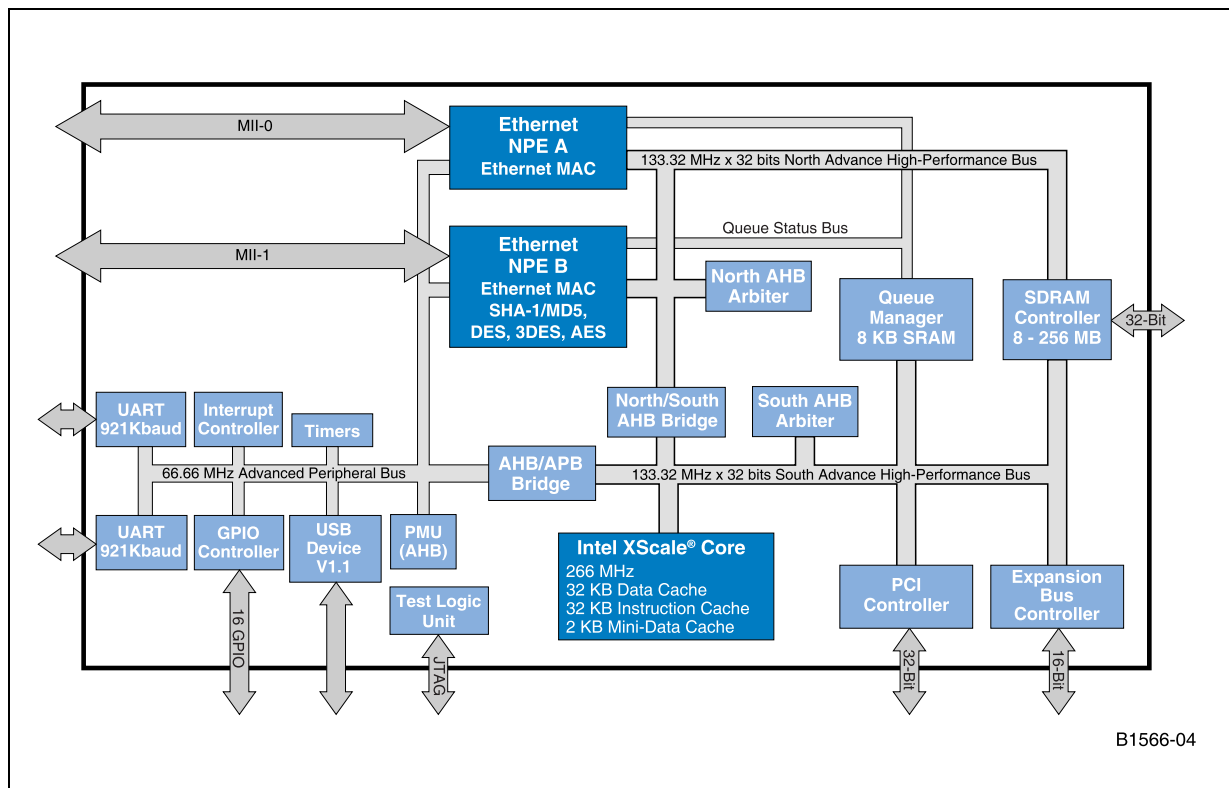 MII-0
Ethernet
NPE A
Ethernet MAC
133.32 MHz x 32 bits North Advance High-Performance Bus
Queue Status Bus
MII-1
Ethernet
NPE B
Ethernet MAC
SHA-1/MD5,
DES, 3DES, AES
North AHB
Arbiter
Queue
Manager
8 KB SRAM
SDRAM
Controller
8 - 256 MB
32-Bit
UART
921Kbaud
Interrupt
Controller
Timers
North/South
AHB Bridge
South AHB
Arbiter
66.66 MHz Advanced Peripheral Bus
AHB/APB
Bridge
133.32 MHz x 32 bits South Advance High-Performance Bus
UART
921Kbaud
GPIO
Controller
USB
Device
V1.1
PMU
(AHB)
Test Logic
Unit
Intel XScale® Core
266 MHz
32 KB Data Cache
32 KB Instruction Cache
2 KB Mini-Data Cache
PCI
Controller
Expansion
Bus
Controller
16 GPIO
JTAG
32-Bit
16-Bit
B1566-04